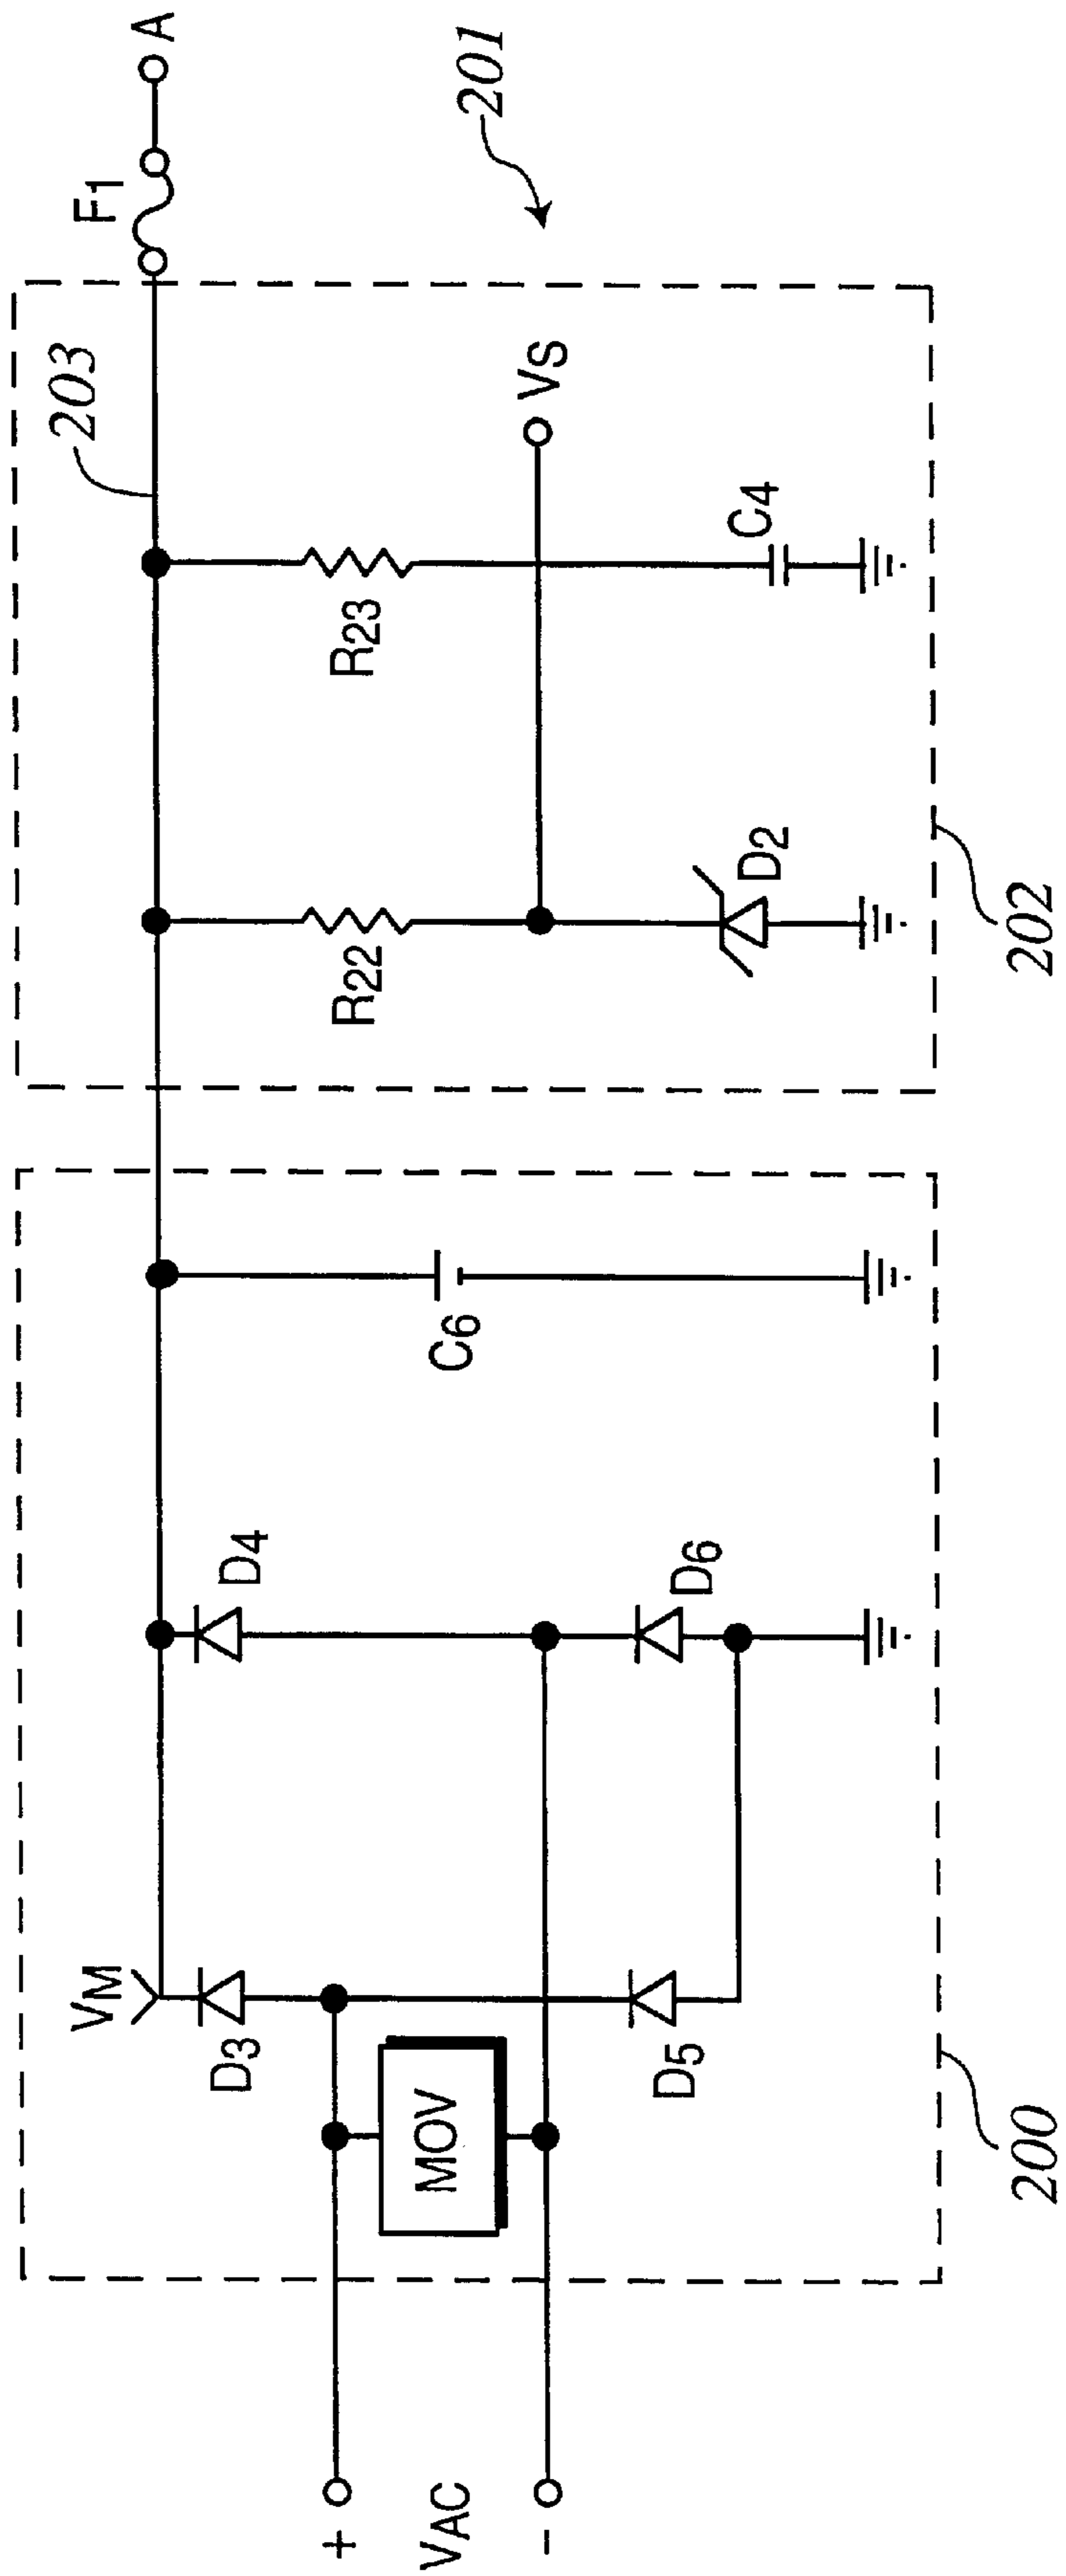 A
F1
201
203
VS
C4
R23
R22
D2
202
C6
D4
D6
VM
D3
D5
MOV
200
+
VAC
-